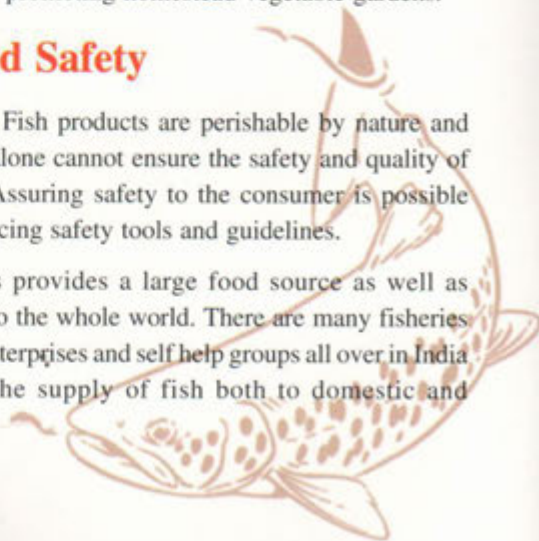 d Safety
Fish products are perishable by nature and
lone cannot ensure the safety and quality of
Assuring safety to the consumer is possible
cing safety tools and guidelines.
s provides a large food source as well as
o the whole world. There are many fisheries
terprises and self help groups all over in India
he supply of fish both to domestic and